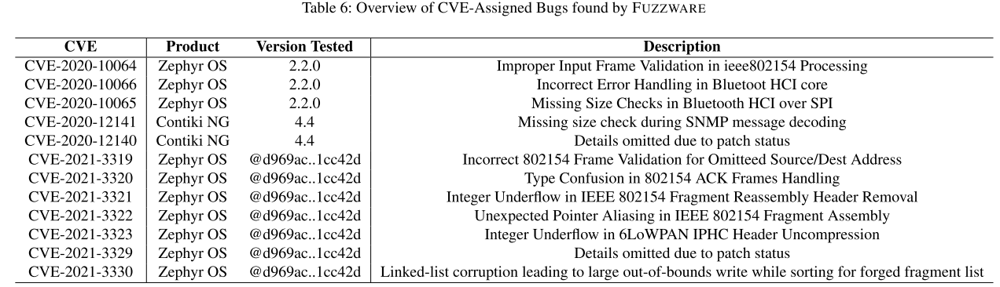 Table 6: Overview of CVE-Assigned Bugs found by FUZZWARE
CVE Product Version Tested Description
CVE-2020-10064 Zephyr OS 2.2.0 Improper Input Frame Validation in ieee802154 Processing
CVE-2020-10066 Zephyr OS 2.2.0 Incorrect Error Handling in Bluetoot HCI core
CVE-2020-10065 Zephyr OS 2.2.0 Missing Size Checks in Bluetooth HCI over SPI
CVE-2020-12141 Contiki NG 4.4 Missing size check during SNMP message decoding
CVE-2020-12140 Contiki NG 4.4 Details omitted due to patch status
CVE-2021-3319 Zephyr OS @d969ac..1cc42d Incorrect 802154 Frame Validation for Omitteed Source/Dest Address
CVE-2021-3320 Zephyr OS @d969ac..1cc42d Type Confusion in 802154 ACK Frames Handling
CVE-2021-3321 Zephyr OS @d969ac..1cc42d Integer Underflow in IEEE 802154 Fragment Reassembly Header Removal
CVE-2021-3322 Zephyr OS @d969ac..1cc42d Unexpected Pointer Aliasing in IEEE 802154 Fragment Assembly
CVE-2021-3323 Zephyr OS @d969ac..1cc42d Integer Underflow in 6LoWPAN IPHC Header Uncompression
CVE-2021-3329 Zephyr OS @d969ac..1cc42d Details omitted due to patch status
CVE-2021-3330 Zephyr OS @d969ac..1cc42d Linked-list corruption leading to large out-of-bounds write while sorting for forged fragment list